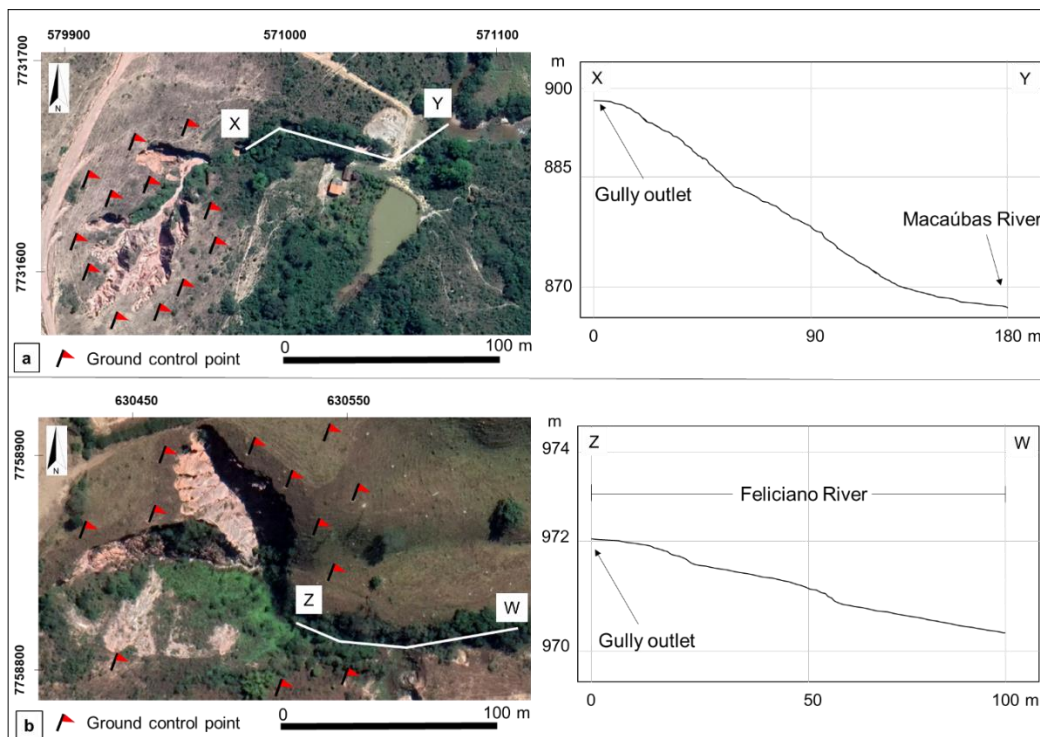 579900 571000 571100
7731700
7731600
N
X
Y
a
Ground control point
0 100 m
m
X Y
900
885
870
Gully outlet
Macaúbas River
0 90 180 m
630450 630550
7758900
7758800
N
Z
W
b
Ground control point
0 100 m
m
Z W
974
972
970
Feliciano River
Gully outlet
0 50 100 m